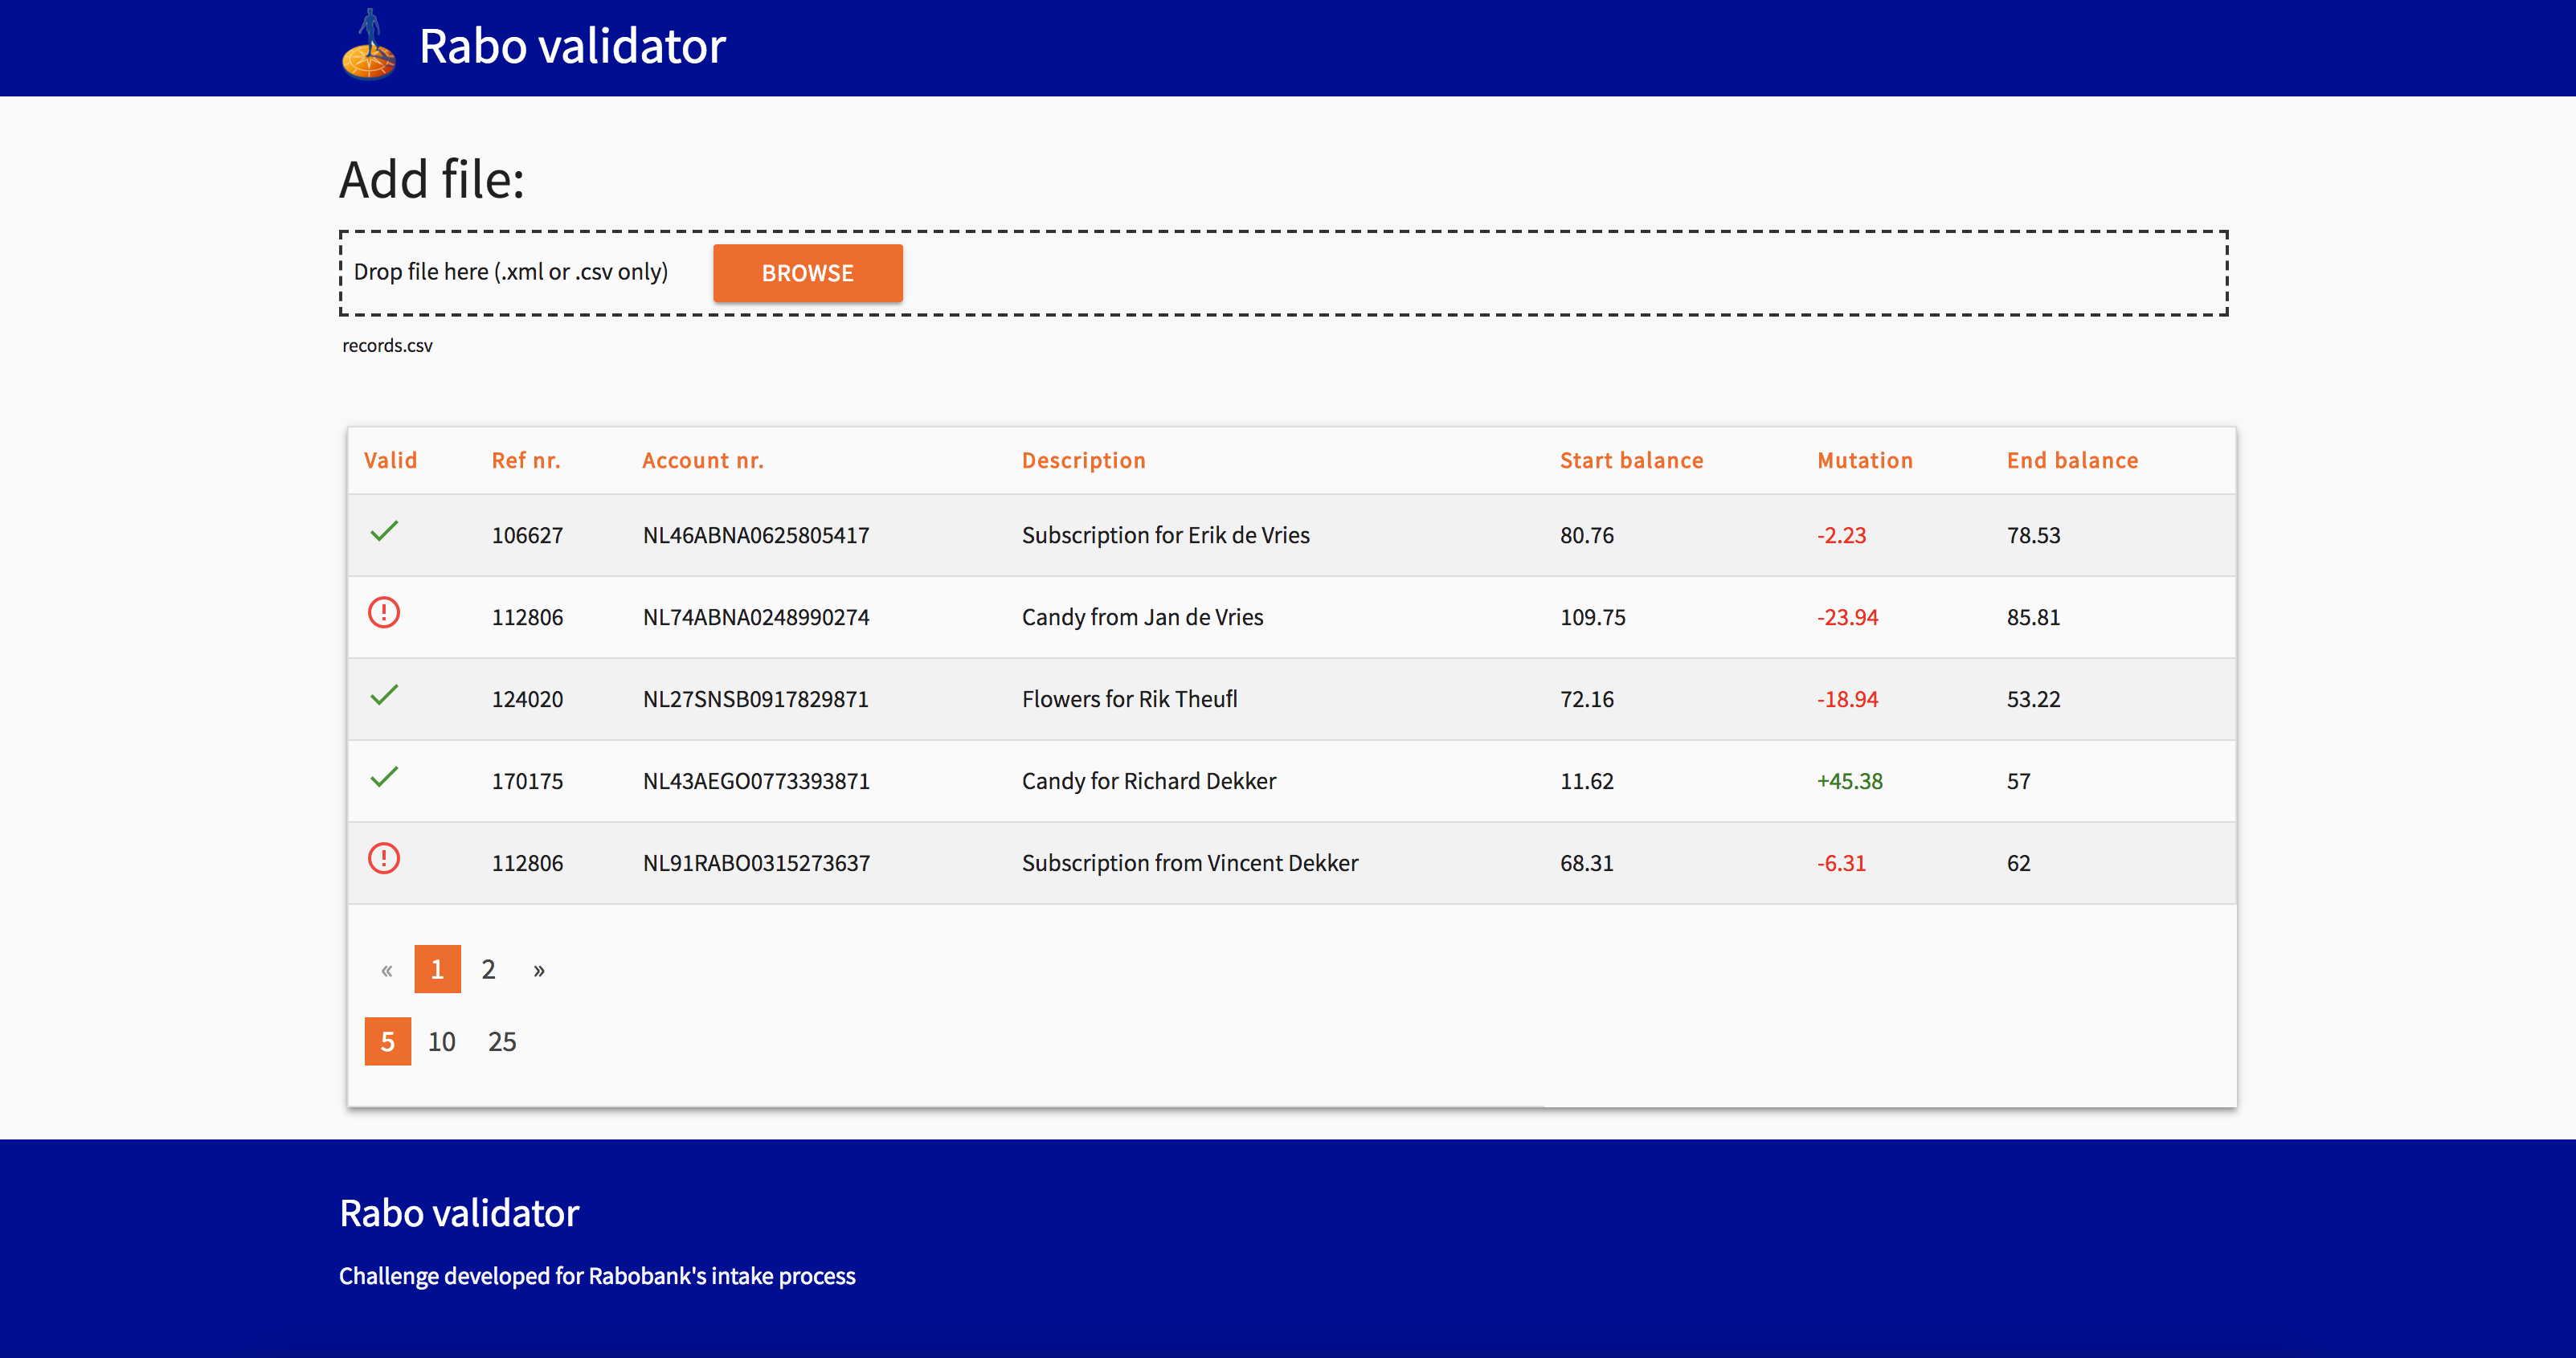 Rabo validator
Add file:
Drop file here (.xml or .csv only) BROWSE
records.csv
Valid Ref nr. Account nr. Description Start balance Mutation End balance
106627 NL46ABNA0625805417 Subscription for Erik de Vries 80.76 -2.23 78.53
112806 NL74ABNA0248990274 Candy from Jan de Vries 109.75 -23.94 85.81
124020 NL27SNSB0917829871 Flowers for Rik Theufl 72.16 -18.94 53.22
170175 NL43AEGO0773393871 Candy for Richard Dekker 11.62 +45.38 57
112806 NL91RABO0315273637 Subscription from Vincent Dekker 68.31 -6.31 62
« 1 2 »
5 10 25
Rabo validator
Challenge developed for Rabobank's intake process